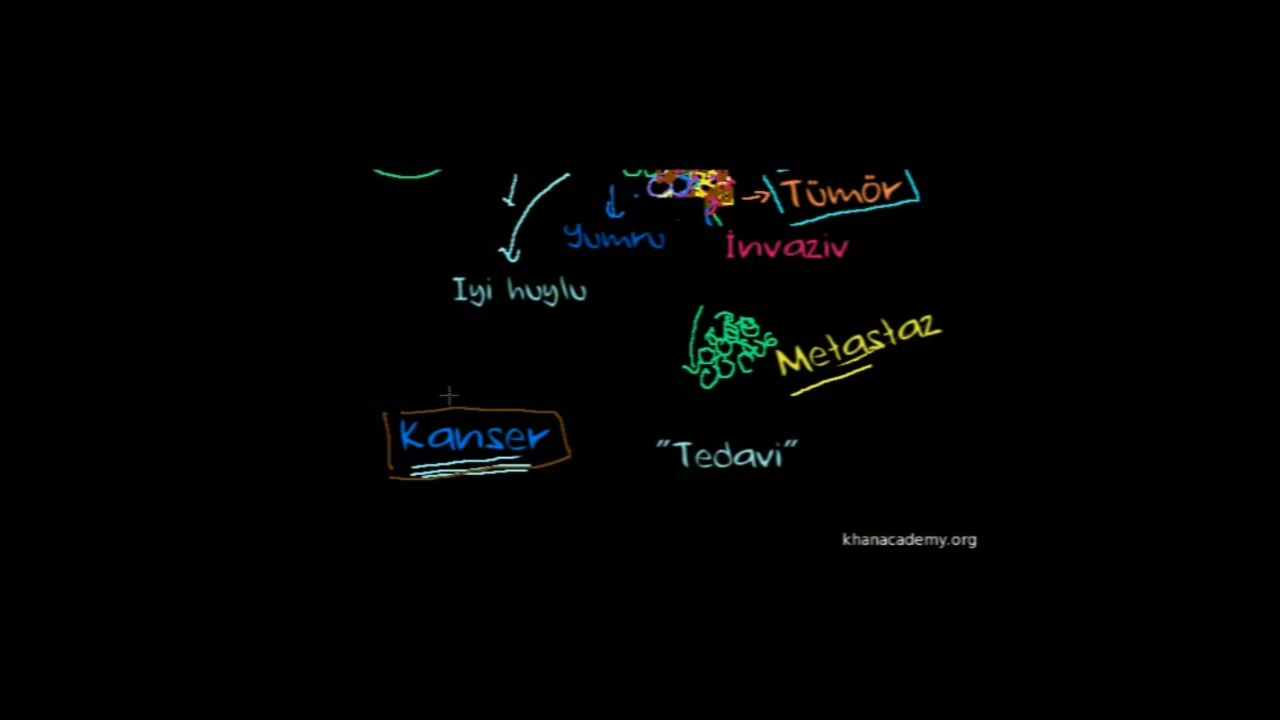 Tümör
Yumru
İnvaziv
Iyi huylu
Metastaz
Kanser
"Tedavi"
khanacademy.org